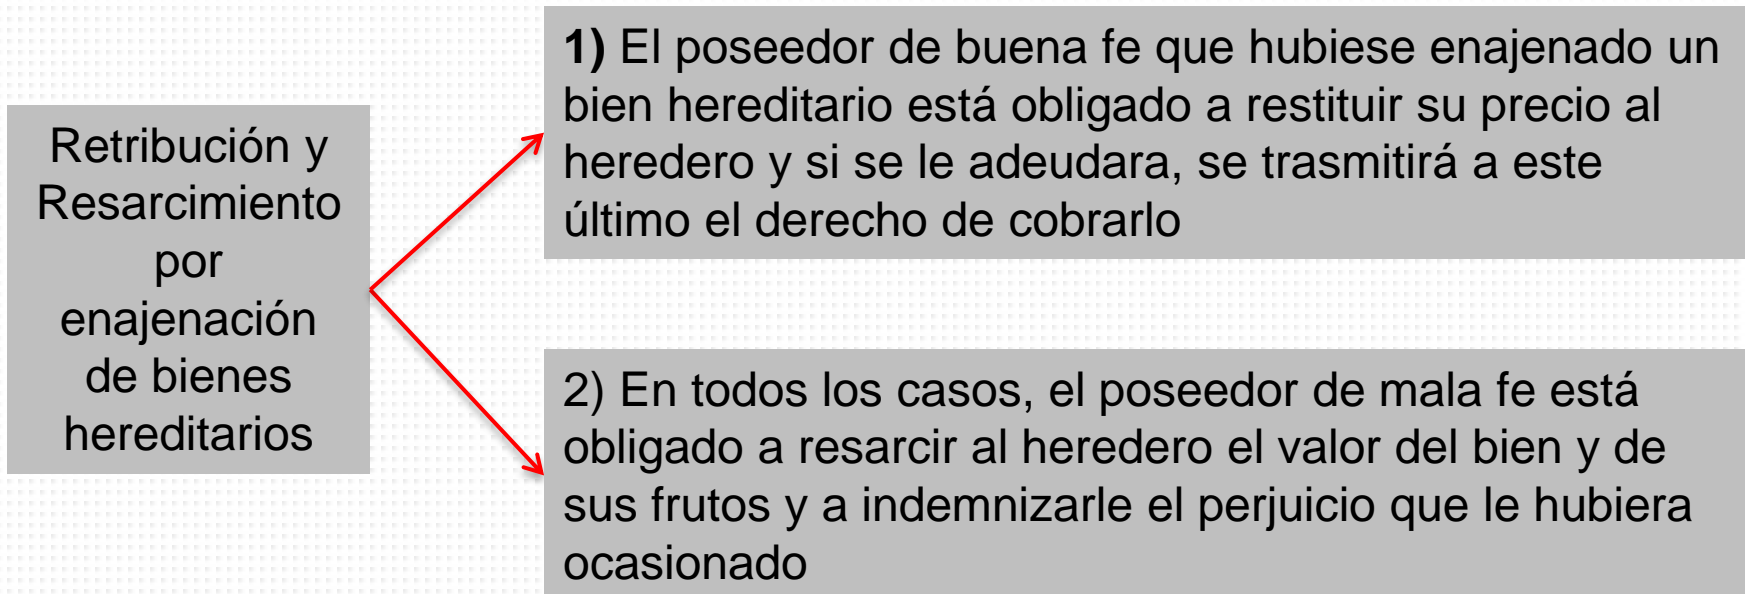 Retribución y
Resarcimiento
por
enajenación
de bienes
hereditarios
1) El poseedor de buena fe que hubiese enajenado un
bien hereditario está obligado a restituir su precio al
heredero y si se le adeudara, se trasmitirá a este
último el derecho de cobrarlo
2) En todos los casos, el poseedor de mala fe está
obligado a resarcir al heredero el valor del bien y de
sus frutos y a indemnizarle el perjuicio que le hubiera
ocasionado